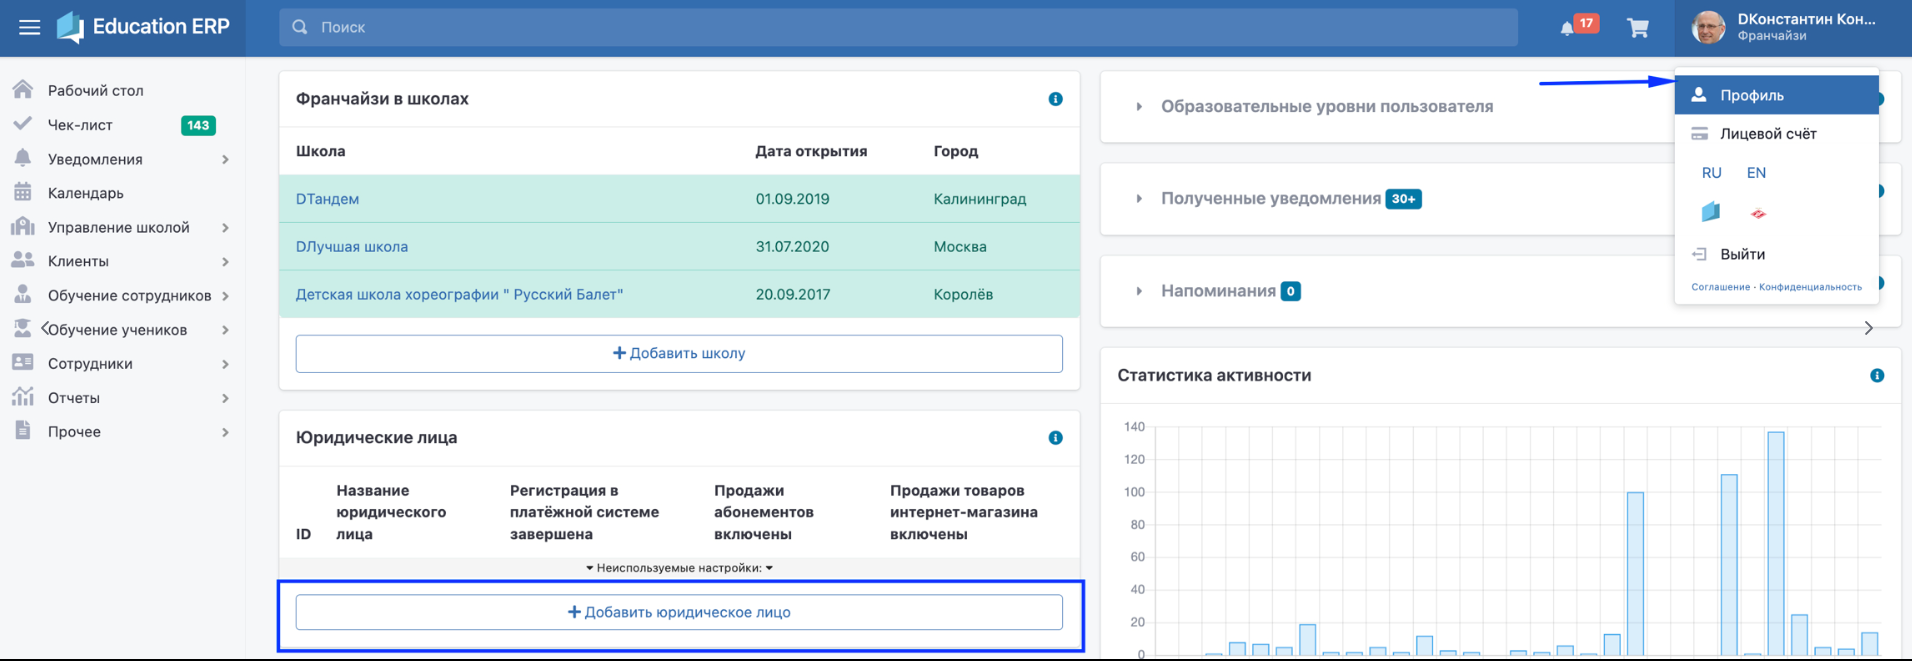 Education ERP
Поиск
17
DКонстантин Кон...
Франчайзи
Рабочий стол
Чек-лист 143
Уведомления
Календарь
Управление школой
Клиенты
Обучение сотрудников
Обучение учеников
Сотрудники
Отчеты
Прочее
Франчайзи в школах
Школа Дата открытия Город
DТандем 01.09.2019 Калининград
DЛучшая школа 31.07.2020 Москва
Детская школа хореографии " Русский Балет" 20.09.2017 Королёв
Добавить школу
Юридические лица
ID
Название
юридического
лица
Регистрация в
платёжной системе
завершена
Продажи
абонементов
включены
Продажи товаров
интернет-магазина
включены
Неиспользуемые настройки:
Добавить юридическое лицо
Образовательные уровни пользователя
Полученные уведомления 30+
Напоминания 0
Профиль
Лицевой счёт
RU EN
Выйти
Соглашение · Конфиденциальность
Статистика активности
140
120
100
80
60
40
20
0